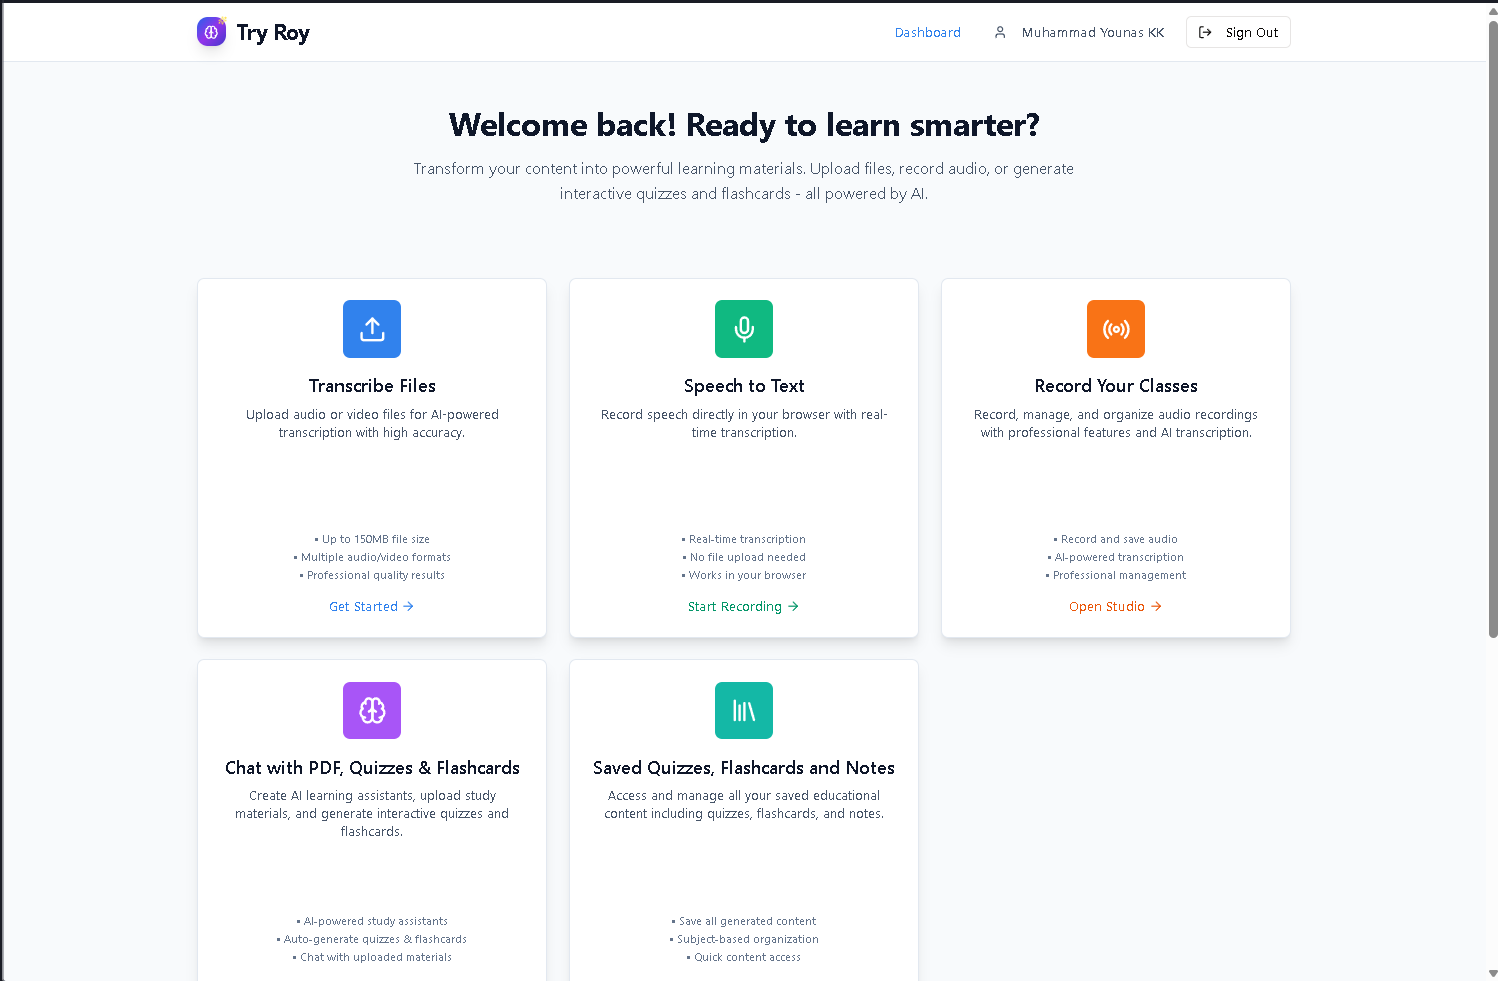 Try Roy
Dashboard
Muhammad Younas KK
Sign Out
Welcome back! Ready to learn smarter?
Transform your content into powerful learning materials. Upload files, record audio, or generate
interactive quizzes and flashcards - all powered by AI.
Transcribe Files
Upload audio or video files for AI-powered
transcription with high accuracy.
• Up to 150MB file size
• Multiple audio/video formats
• Professional quality results
Get Started →
Speech to Text
Record speech directly in your browser with real-
time transcription.
• Real-time transcription
• No file upload needed
• Works in your browser
Start Recording →
Record Your Classes
Record, manage, and organize audio recordings
with professional features and AI transcription.
• Record and save audio
• AI-powered transcription
• Professional management
Open Studio →
Chat with PDF, Quizzes & Flashcards
Create AI learning assistants, upload study
materials, and generate interactive quizzes and
flashcards.
• AI-powered study assistants
• Auto-generate quizzes & flashcards
• Chat with uploaded materials
Saved Quizzes, Flashcards and Notes
Access and manage all your saved educational
content including quizzes, flashcards, and notes.
• Save all generated content
• Subject-based organization
• Quick content access